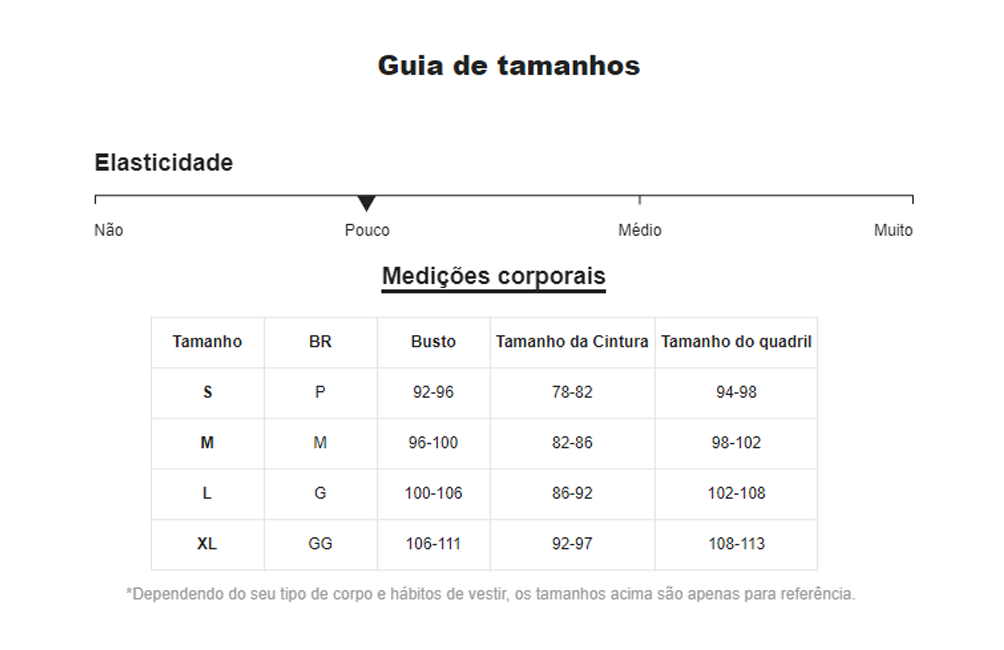 Guia de tamanhos
Elasticidade
Não Pouco Médio Muito
Medições corporais
Tamanho BR Busto Tamanho da Cintura Tamanho do quadril
S P 92-96 78-82 94-98
M M 96-100 82-86 98-102
L G 100-106 86-92 102-108
XL GG 106-111 92-97 108-113
*Dependendo do seu tipo de corpo e hábitos de vestir, os tamanhos acima são apenas para referência.